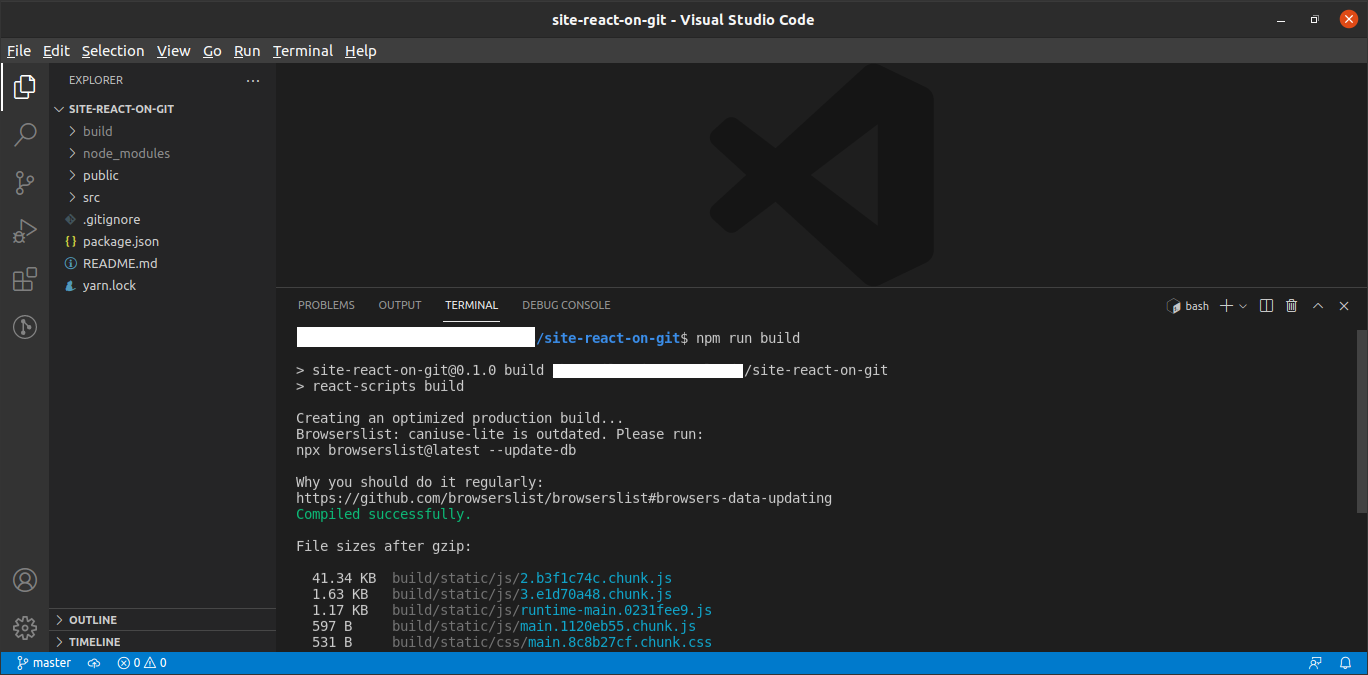 site-react-on-git - Visual Studio Code
File Edit Selection View Go Run Terminal Help
EXPLORER
SITE-REACT-ON-GIT
build
node_modules
public
src
.gitignore
{} package.json
README.md
yarn.lock
OUTLINE
TIMELINE
PROBLEMS OUTPUT TERMINAL DEBUG CONSOLE
bash
/site-react-on-git$ npm run build
> site-react-on-git@0.1.0 build /site-react-on-git
> react-scripts build
Creating an optimized production build...
Browserslist: caniuse-lite is outdated. Please run:
npx browserslist@latest --update-db
Why you should do it regularly:
https://github.com/browserslist/browserslist#browsers-data-updating
Compiled successfully.
File sizes after gzip:
41.34 KB build/static/js/2.b3f1c74c.chunk.js
1.63 KB build/static/js/3.e1d70a48.chunk.js
1.17 KB build/static/js/runtime-main.0231fee9.js
597 B build/static/js/main.1120eb55.chunk.js
531 B build/static/css/main.8c8b27cf.chunk.css
master 0 0